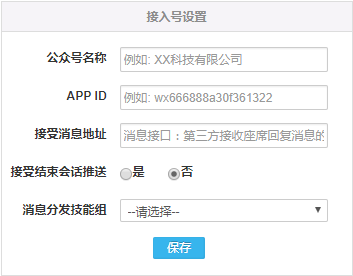 接入号设置
公众号名称 例如: XX科技有限公司
APP ID 例如: wx666888a30f361322
接受消息地址 消息接口：第三方接收座席回复消息的
接受结束会话推送 是 否
消息分发技能组 --请选择--
保存